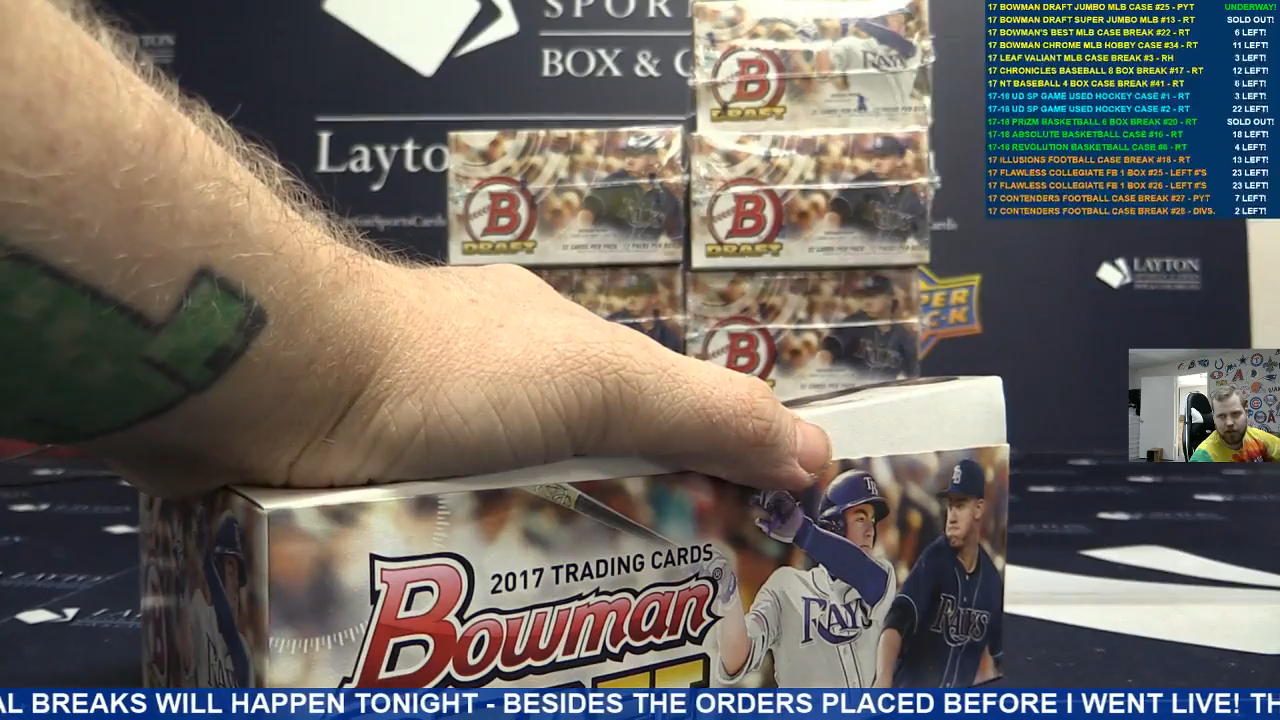 17 BOWMAN DRAFT JUMBO MLB CASE #25 - PYT UNDERWAY!
17 BOWMAN DRAFT SUPER JUMBO MLB #13 - RT SOLD OUT!
17 BOWMAN'S BEST MLB CASE BREAK #22 - RT 6 LEFT!
17 BOWMAN CHROME MLB HOBBY CASE #34 - RT 11 LEFT!
17 LEAF VALIANT MLB CASE BREAK #3 - RH 3 LEFT!
17 CHRONICLES BASEBALL 8 BOX BREAK #17 - RT 12 LEFT!
17 NT BASEBALL 4 BOX CASE BREAK #41 - RT 6 LEFT!
17-18 UD SP GAME USED HOCKEY CASE #1 - RT 3 LEFT!
17-18 UD SP GAME USED HOCKEY CASE #2 - RT 22 LEFT!
17-18 PRIZM BASKETBALL 6 BOX BREAK #20 - RT SOLD OUT!
17-18 ABSOLUTE BASKETBALL CASE #16 - RT 18 LEFT!
17-18 REVOLUTION BASKETBALL CASE #6 - RT 4 LEFT!
17 ILLUSIONS FOOTBALL CASE BREAK #18 - RT 13 LEFT!
17 FLAWLESS COLLEGIATE FB 1 BOX #25 - LEFT #'S 23 LEFT!
17 FLAWLESS COLLEGIATE FB 1 BOX #26 - LEFT #'S 23 LEFT!
17 CONTENDERS FOOTBALL CASE BREAK #27 - PYT 7 LEFT!
17 CONTENDERS FOOTBALL CASE BREAK #28 - DIVS. 2 LEFT!
SPOR
BOX & C
Layto
B
DRAFT
RAYS
B
DRAFT
B
DRAFT
B
LAYTON
PER
CK
2017 TRADING CARDS
Bowman
TR
RAYS
RAYS
AL BREAKS WILL HAPPEN TONIGHT - BESIDES THE ORDERS PLACED BEFORE I WENT LIVE! TH